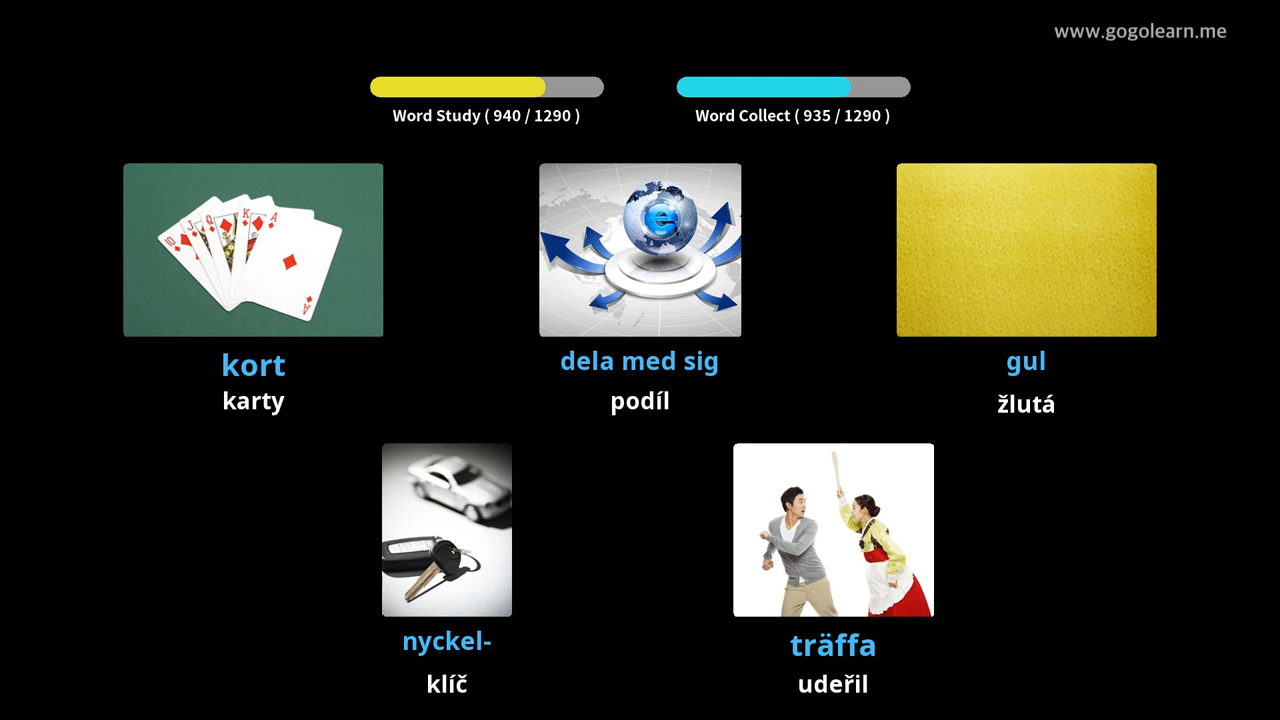 www.gogolearn.me
Word Study ( 940 / 1290 )
Word Collect ( 935 / 1290 )
10 J Q K A
A
e
kort
karty
dela med sig
podíl
gul
žlutá
nyckel-
klíč
träffa
udeřil